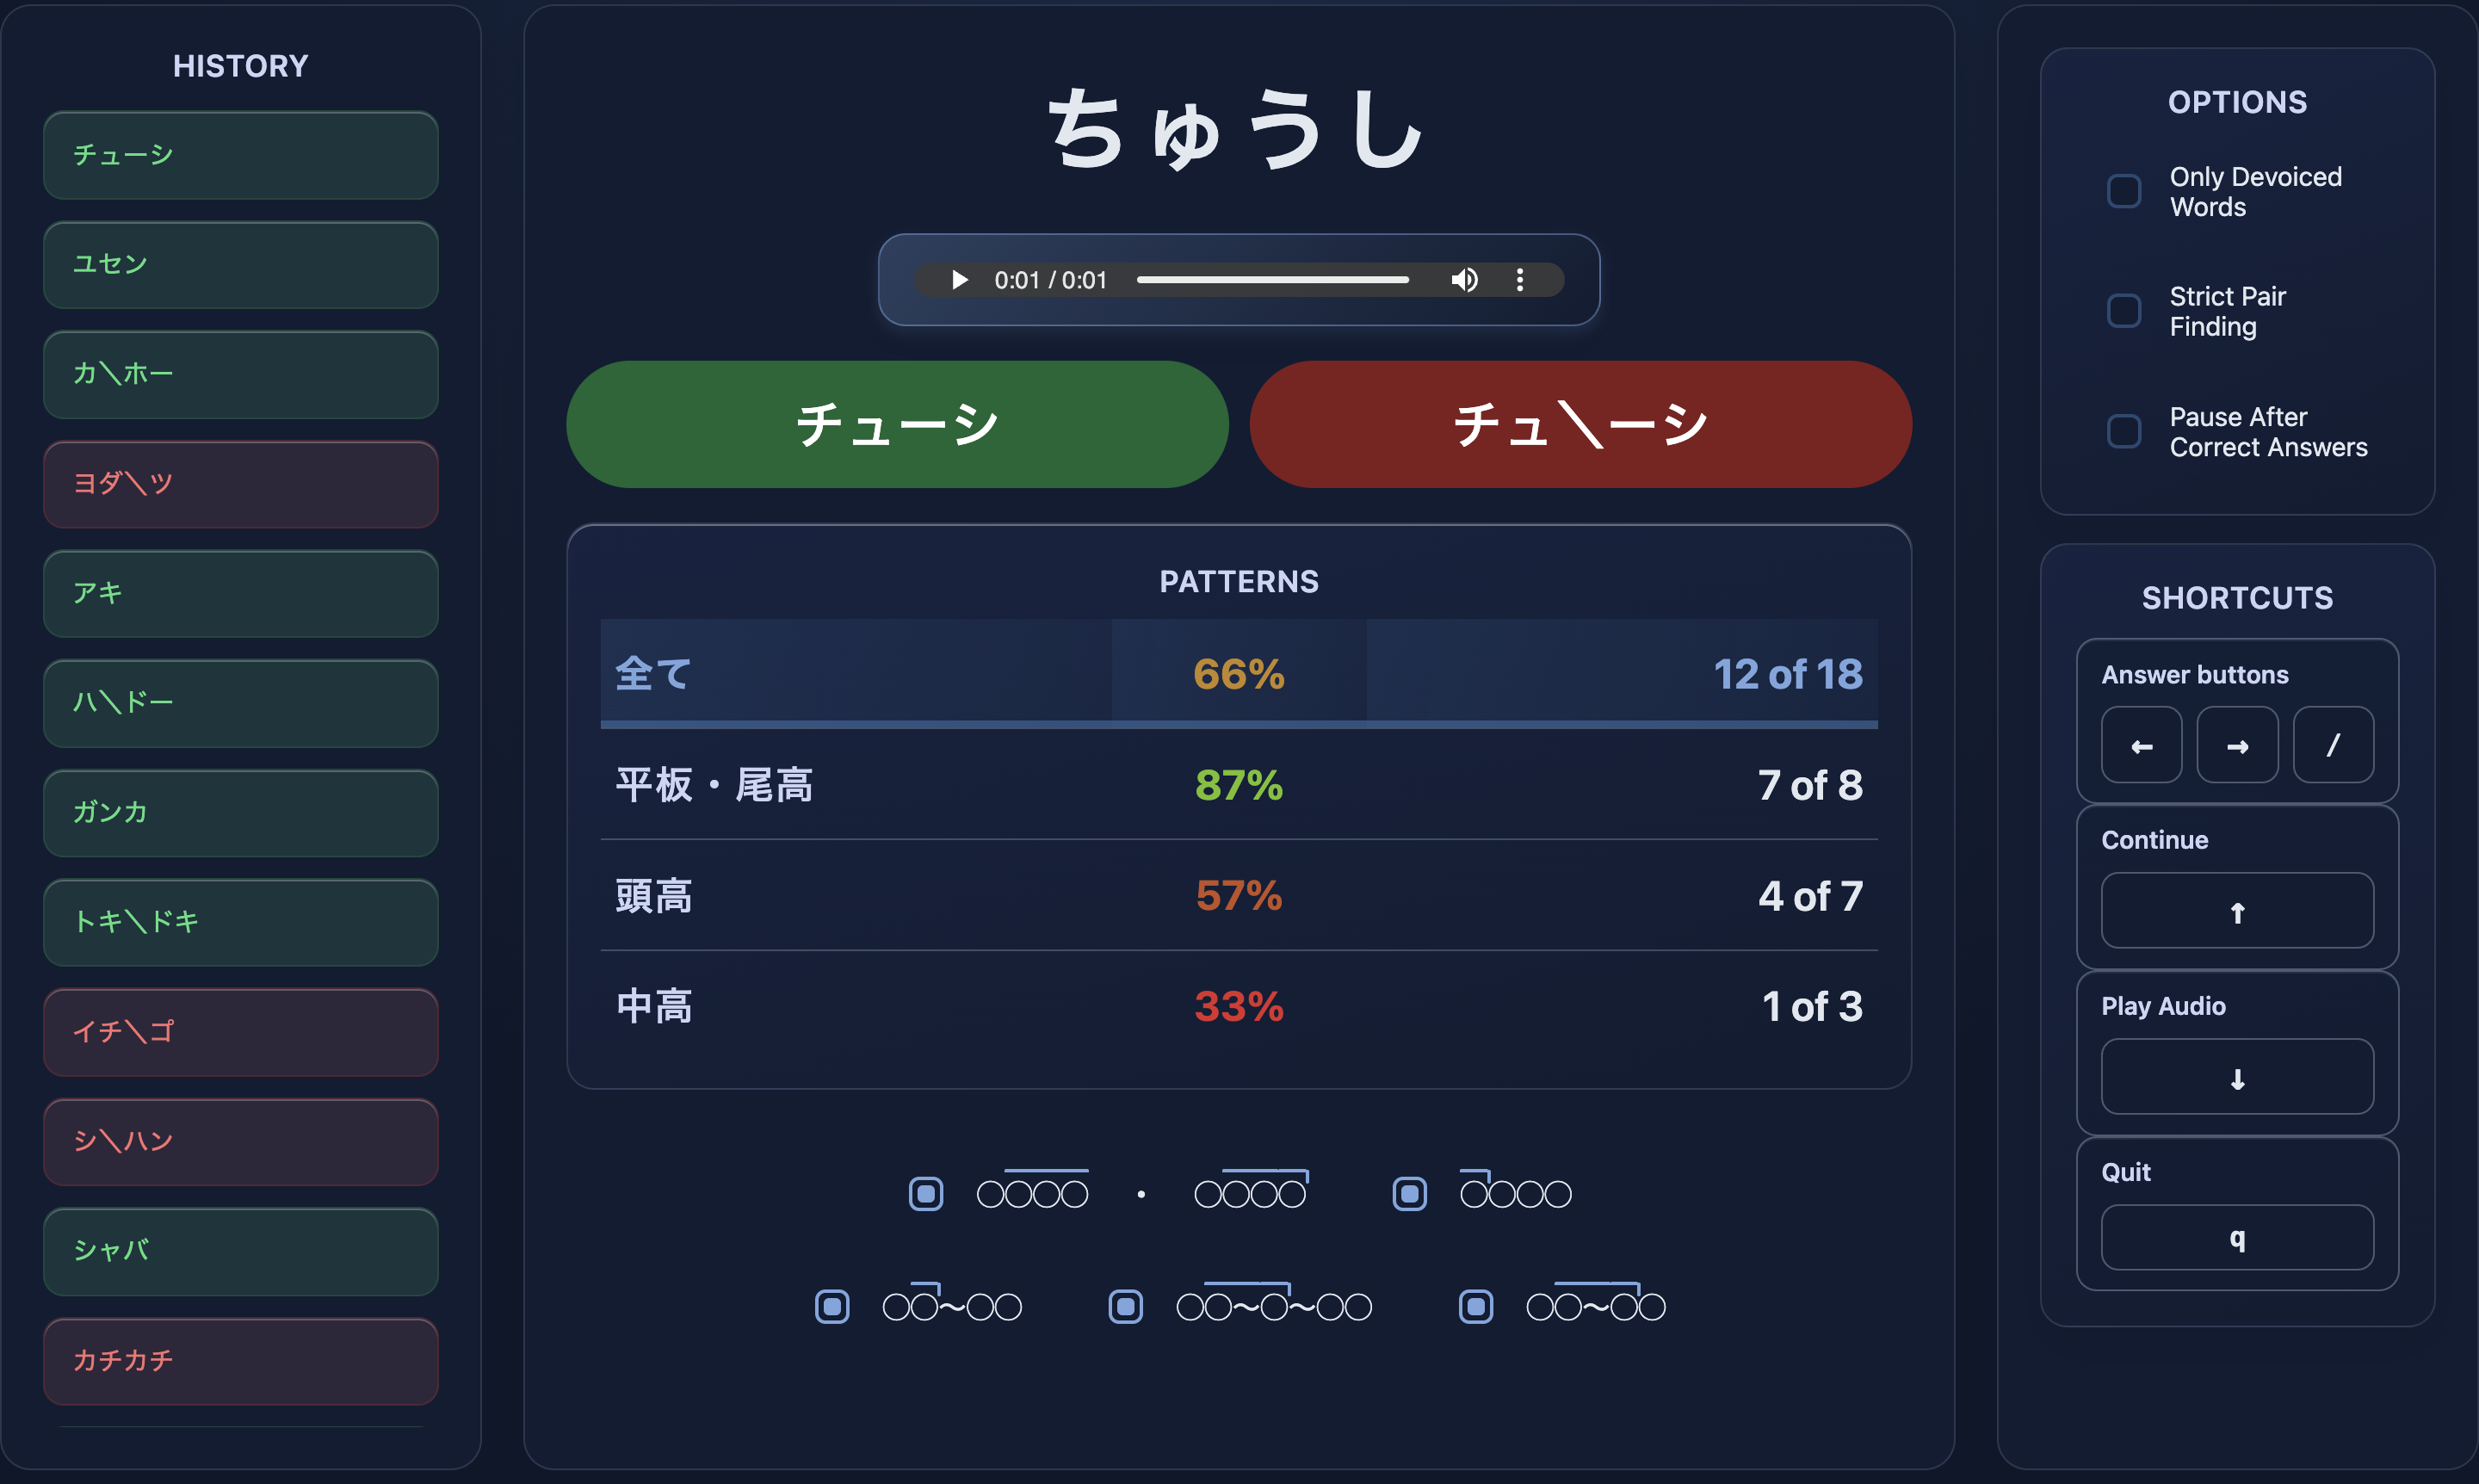 HISTORY
チューシ
ユセン
カ＼ホー
ヨダ＼ツ
アキ
ハ＼ドー
ガンカ
トキ＼ドキ
イチ＼ゴ
シ＼ハン
シャバ
カチカチ
ちゅうし
0:01 / 0:01
チューシ
チュ＼ーシ
PATTERNS
全て 66% 12 of 18
平板・尾高 87% 7 of 8
頭高 57% 4 of 7
中高 33% 1 of 3
○○○○ ・ ○○○○ ○○○○
○○～○○ ○○～○～○○ ○○～○○
OPTIONS
Only Devoiced
Words
Strict Pair
Finding
Pause After
Correct Answers
SHORTCUTS
Answer buttons
← → /
Continue
↑
Play Audio
↓
Quit
q